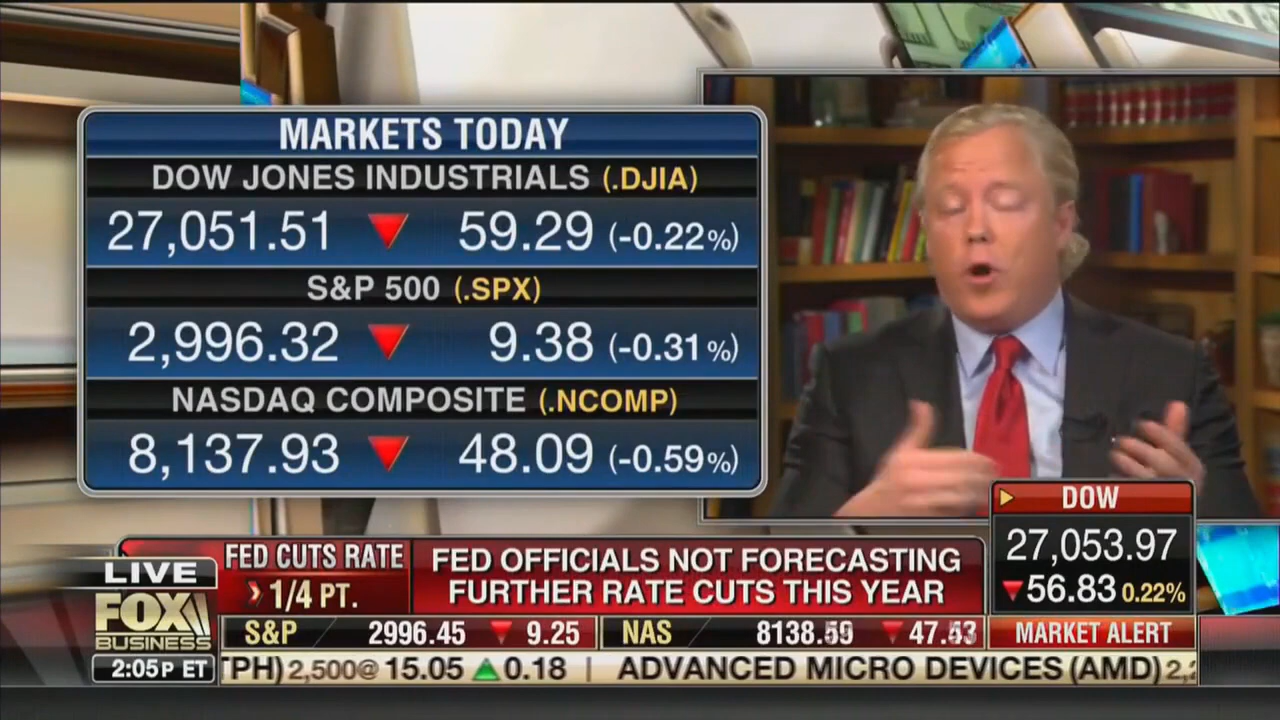 MARKETS TODAY
DOW JONES INDUSTRIALS (.DJIA)
27,051.51 ▼ 59.29 (-0.22%)
S&P 500 (.SPX)
2,996.32 ▼ 9.38 (-0.31%)
NASDAQ COMPOSITE (.NCOMP)
8,137.93 ▼ 48.09 (-0.59%)
DOW
27,053.97
▼56.83 0.22%
MARKET ALERT
FED CUTS RATE
1/4 PT.
FED OFFICIALS NOT FORECASTING
FURTHER RATE CUTS THIS YEAR
LIVE
FOX
BUSINESS
2:05P ET
S&P 2996.45 ▼ 9.25 NAS
TPH) 2,500@ 15.05 ▲0.18 | ADVANCED MICRO DEVICES (AMD)